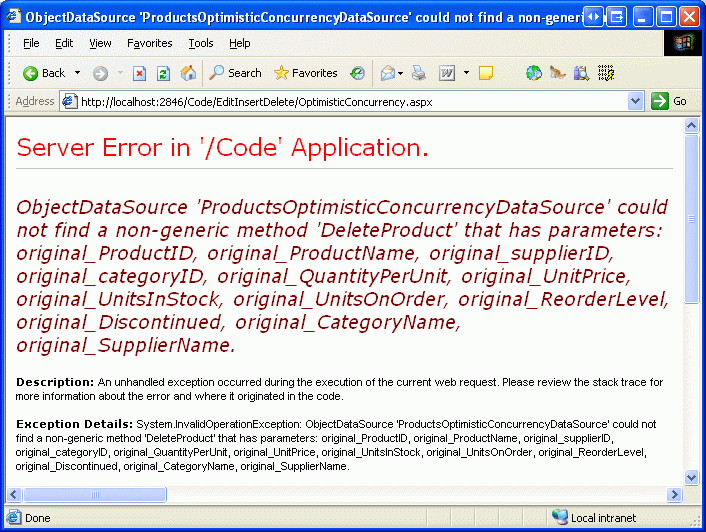 ObjectDataSource 'ProductsOptimisticConcurrencyDataSource' could not find a non-generic
File Edit View Favorites Tools Help
Back Search Favorites
Address http://localhost:2846/Code/EditInsertDelete/OptimisticConcurrency.aspx Go
Server Error in '/Code' Application.
ObjectDataSource 'ProductsOptimisticConcurrencyDataSource' could
not find a non-generic method 'DeleteProduct' that has parameters:
original_ProductID, original_ProductName, original_supplierID,
original_categoryID, original_QuantityPerUnit, original_UnitPrice,
original_UnitsInStock, original_UnitsOnOrder, original_ReorderLevel,
original_Discontinued, original_CategoryName,
original_SupplierName.
Description: An unhandled exception occurred during the execution of the current web request. Please review the stack trace for
more information about the error and where it originated in the code.
Exception Details: System.InvalidOperationException: ObjectDataSource 'ProductsOptimisticConcurrencyDataSource' could not
find a non-generic method 'DeleteProduct' that has parameters: original_ProductID, original_ProductName, original_supplierID,
original_categoryID, original_QuantityPerUnit, original_UnitPrice, original_UnitsInStock, original_UnitsOnOrder, original_ReorderLevel,
original_Discontinued, original_CategoryName, original_SupplierName.
Done Local intranet